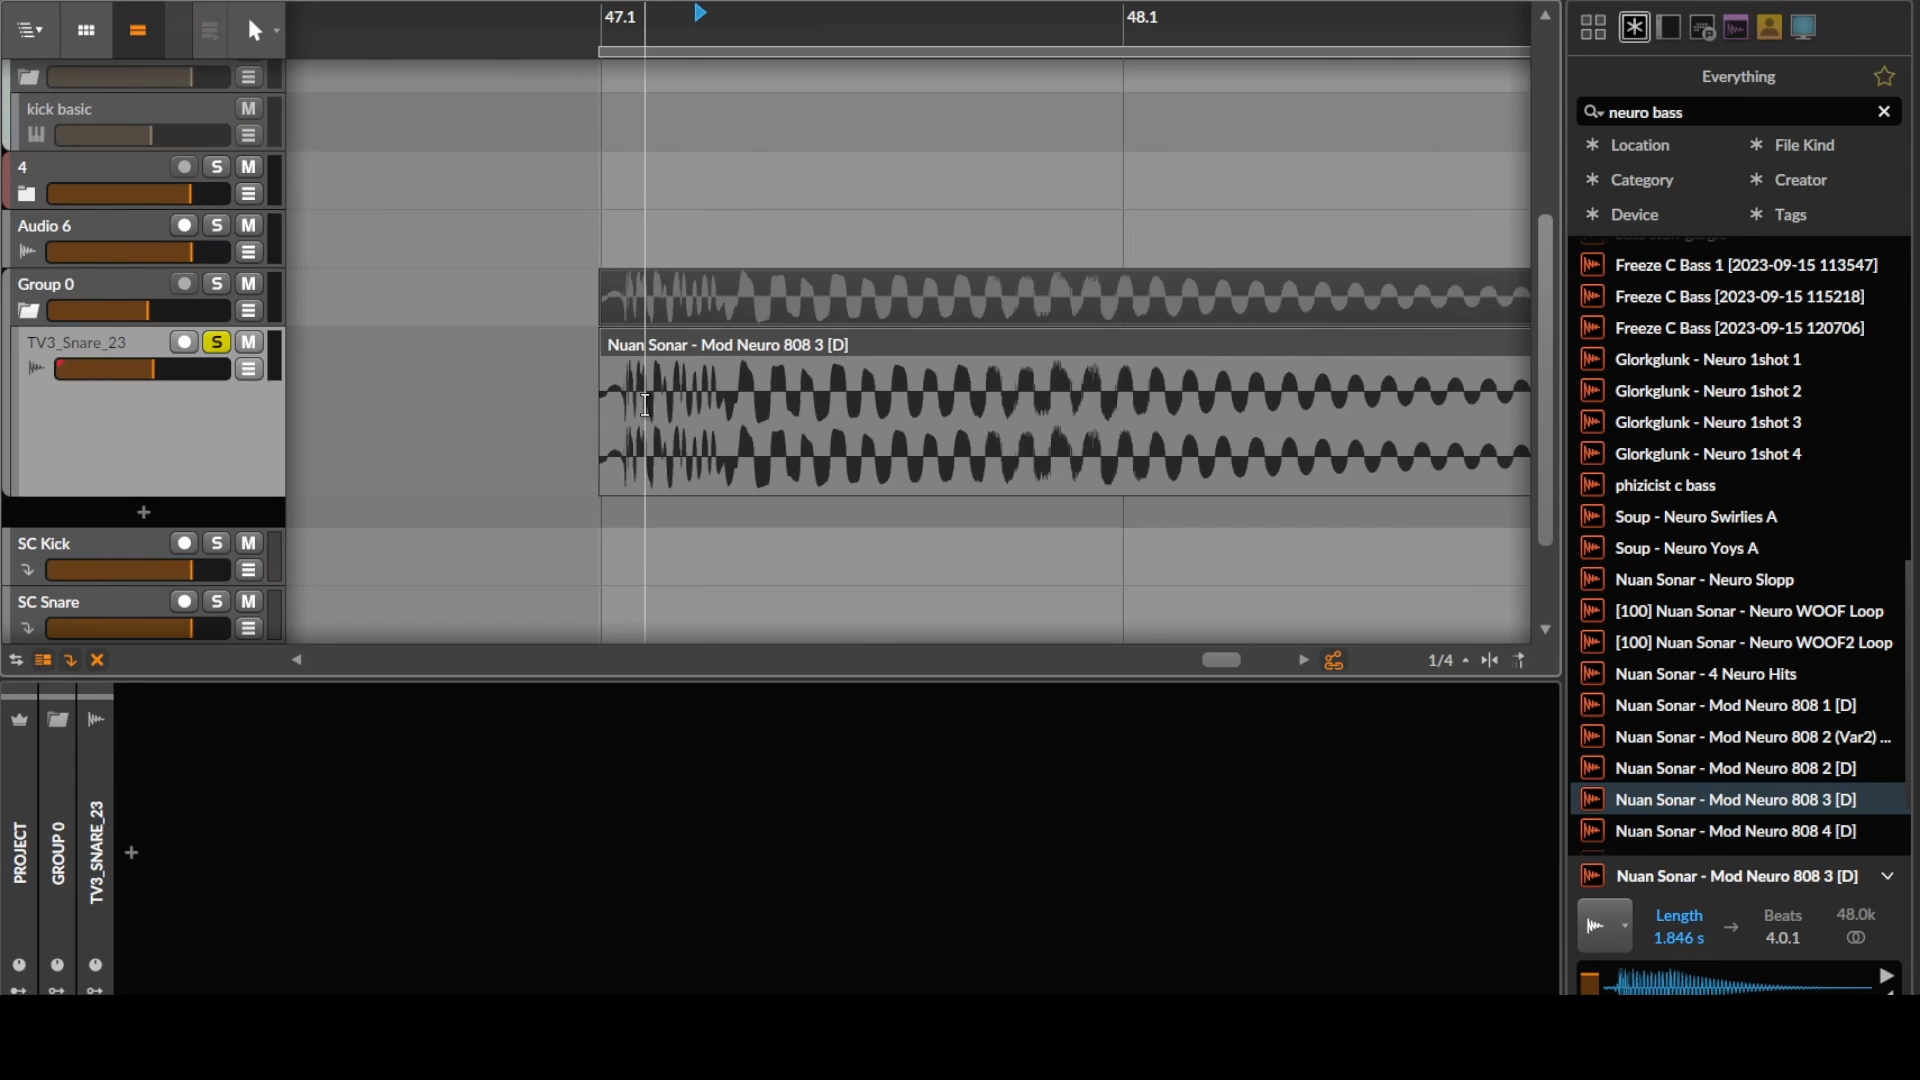 47.1
48.1
kick basic
M
4
S
M
Audio 6
S
M
Group 0
S
M
TV3_Snare_23
S
M
Nuan Sonar - Mod Neuro 808 3 [D]
SC Kick
S
M
SC Snare
S
M
1/4
PROJECT
GROUP 0
TV3_SNARE_23
Everything
neuro bass
Location
File Kind
Category
Creator
Device
Tags
Freeze C Bass 1 [2023-09-15 113547]
Freeze C Bass [2023-09-15 115218]
Freeze C Bass [2023-09-15 120706]
Glorkglunk - Neuro 1shot 1
Glorkglunk - Neuro 1shot 2
Glorkglunk - Neuro 1shot 3
Glorkglunk - Neuro 1shot 4
phizicist c bass
Soup - Neuro Swirlies A
Soup - Neuro Yoys A
Nuan Sonar - Neuro Slopp
[100] Nuan Sonar - Neuro WOOF Loop
[100] Nuan Sonar - Neuro WOOF2 Loop
Nuan Sonar - 4 Neuro Hits
Nuan Sonar - Mod Neuro 808 1 [D]
Nuan Sonar - Mod Neuro 808 2 (Var2) ...
Nuan Sonar - Mod Neuro 808 2 [D]
Nuan Sonar - Mod Neuro 808 3 [D]
Nuan Sonar - Mod Neuro 808 4 [D]
Nuan Sonar - Mod Neuro 808 3 [D]
Length
Beats
48.0k
1.846 s
4.0.1